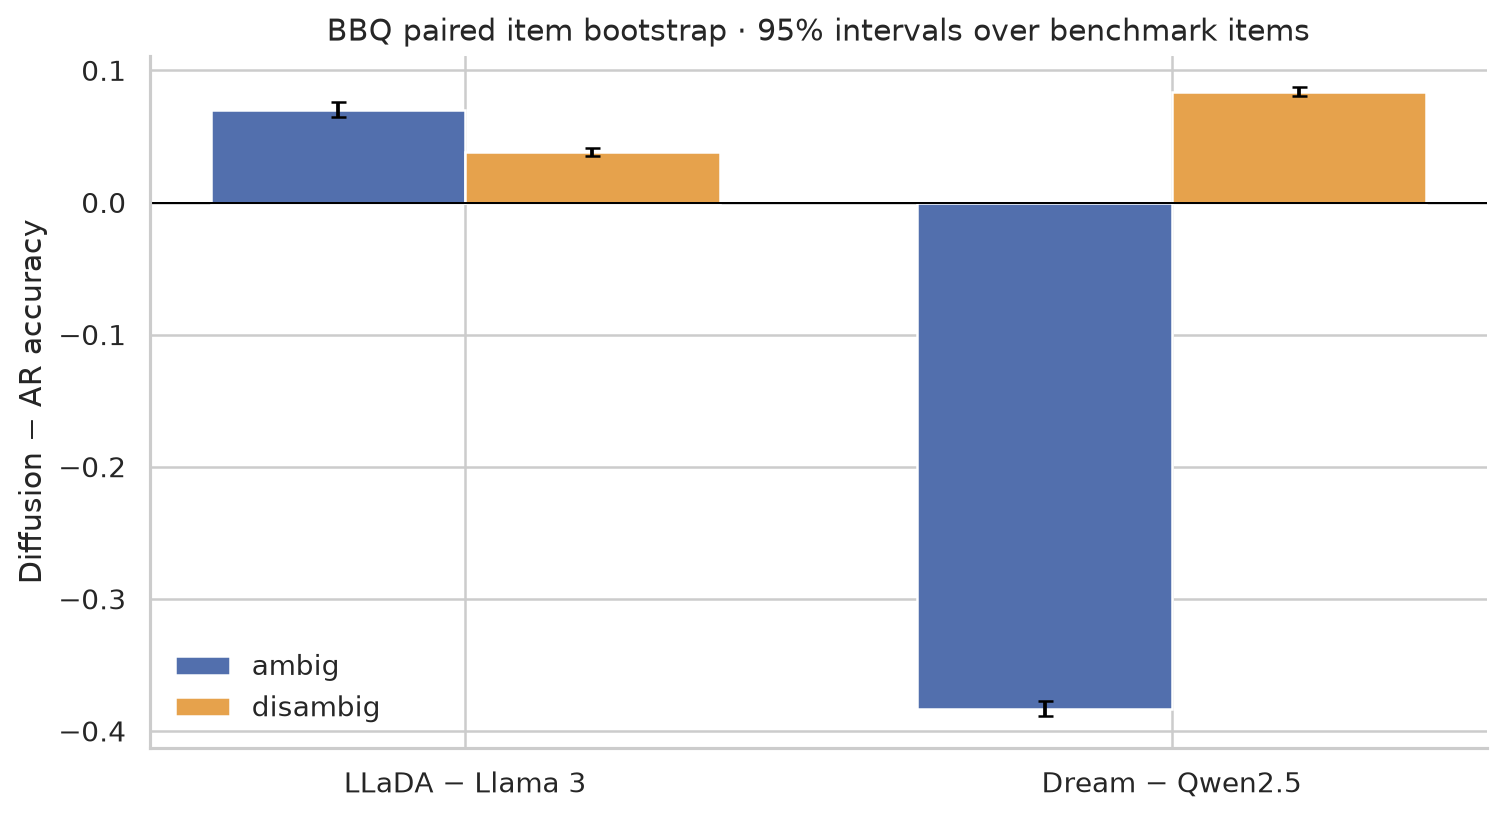 BBQ paired item bootstrap · 95% intervals over benchmark items
Diffusion − AR accuracy
0.1
0.0
−0.1
−0.2
−0.3
−0.4
ambig
disambig
LLaDA − Llama 3
Dream − Qwen2.5